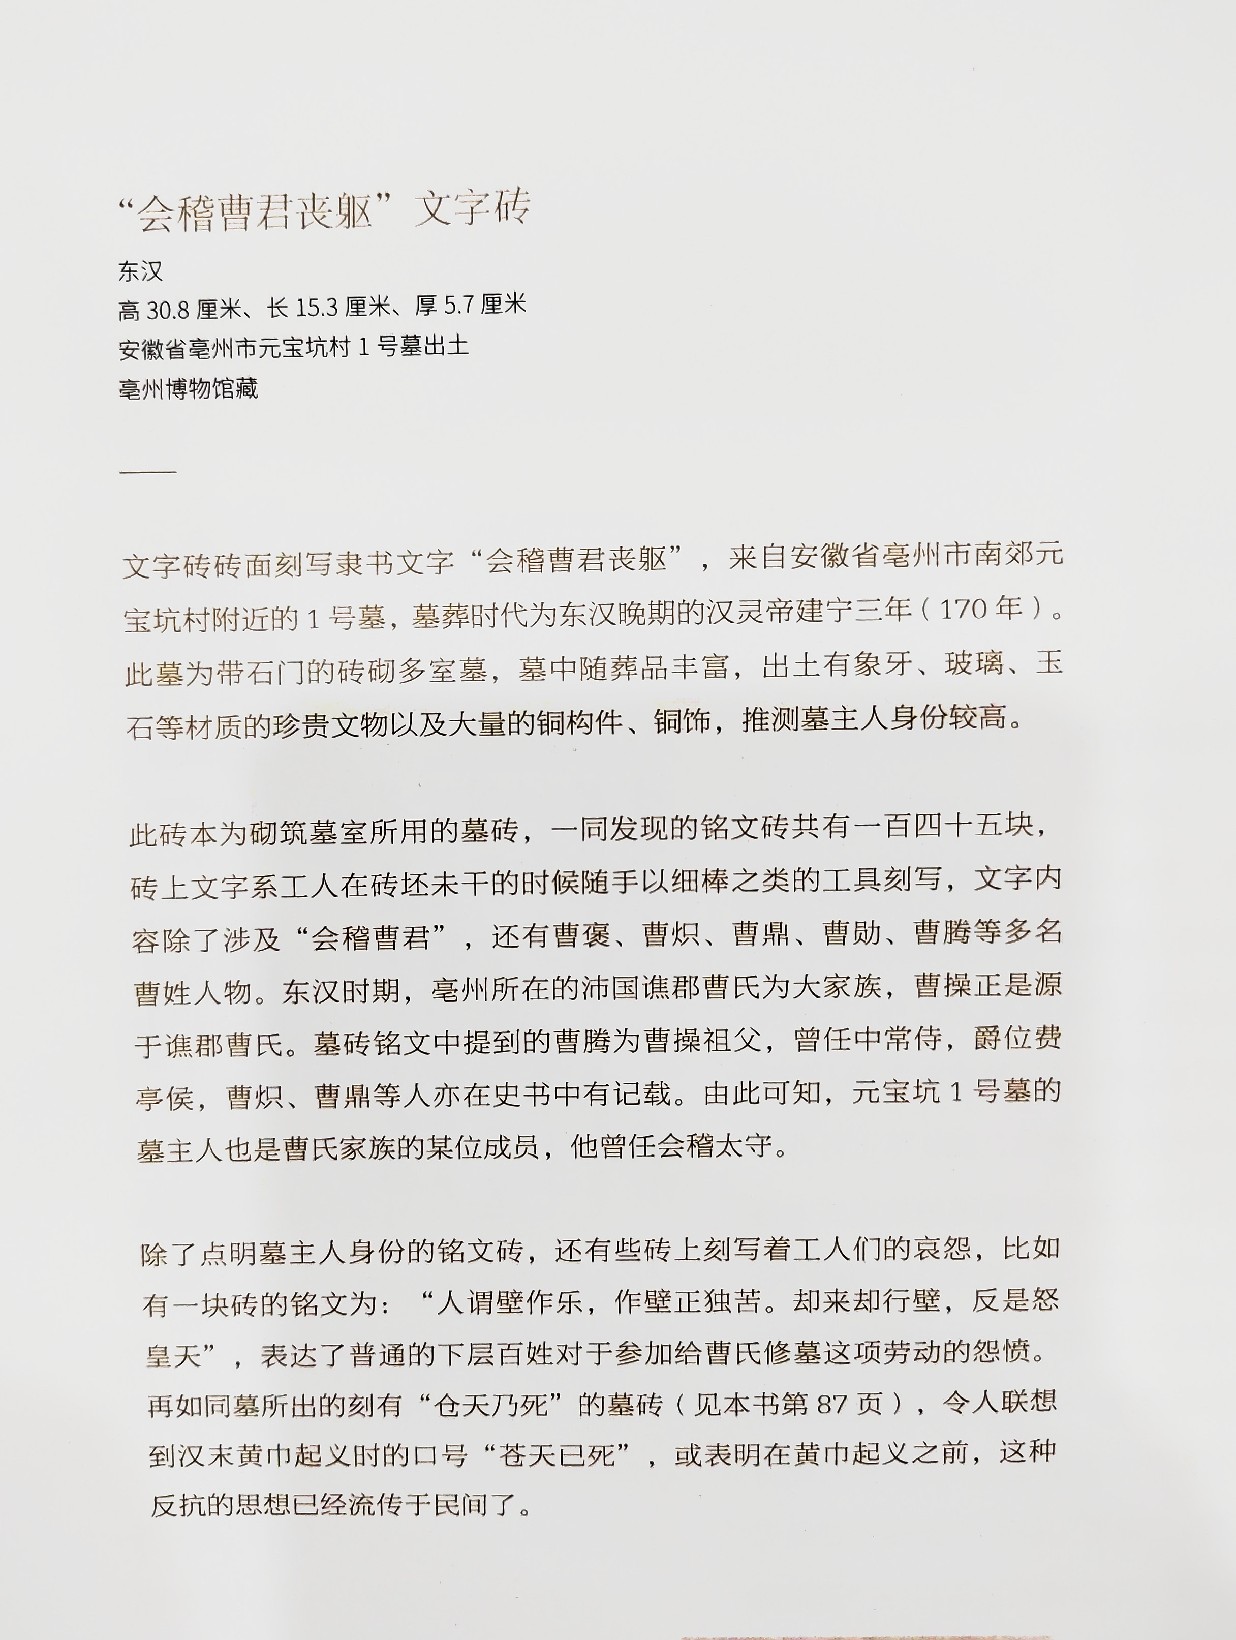 “会稽曹君丧躯”文字砖
东汉
高 30.8 厘米、长 15.3 厘米、厚 5.7 厘米
安徽省亳州市元宝坑村 1 号墓出土
亳州博物馆藏
文字砖砖面刻写隶书文字“会稽曹君丧躯”，来自安徽省亳州市南郊元
宝坑村附近的 1 号墓，墓葬时代为东汉晚期的汉灵帝建宁三年（170 年）。
此墓为带石门的砖砌多室墓，墓中随葬品丰富，出土有象牙、玻璃、玉
石等材质的珍贵文物以及大量的铜构件、铜饰，推测墓主人身份较高。
此砖本为砌筑墓室所用的墓砖，一同发现的铭文砖共有一百四十五块，
砖上文字系工人在砖坯未干的时候随手以细棒之类的工具刻写，文字内
容除了涉及“会稽曹君”，还有曹褒、曹炽、曹鼎、曹勋、曹腾等多名
曹姓人物。东汉时期，亳州所在的沛国谯郡曹氏为大家族，曹操正是源
于谯郡曹氏。墓砖铭文中提到的曹腾为曹操祖父，曾任中常侍，爵位费
亭侯，曹炽、曹鼎等人亦在史书中有记载。由此可知，元宝坑 1 号墓的
墓主人也是曹氏家族的某位成员，他曾任会稽太守。
除了点明墓主人身份的铭文砖，还有些砖上刻写着工人们的哀怨，比如
有一块砖的铭文为：“人谓壁作乐，作壁正独苦。却来却行壁，反是怒
皇天”，表达了普通的下层百姓对于参加给曹氏修墓这项劳动的怨愤。
再如同墓所出的刻有“仓天乃死”的墓砖（见本书第 87 页），令人联想
到汉末黄巾起义时的口号“苍天已死”，或表明在黄巾起义之前，这种
反抗的思想已经流传于民间了。